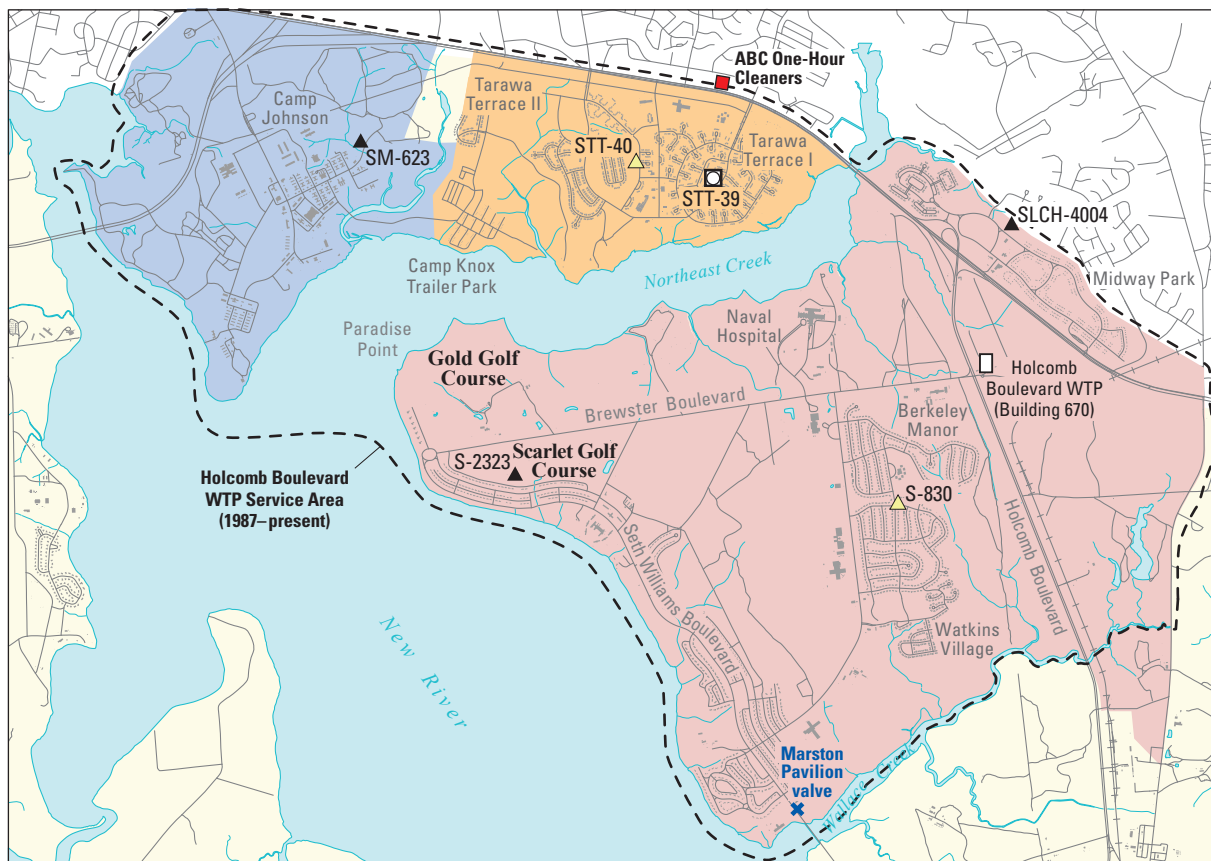 ABC One-Hour
Cleaners
Tarawa
Terrace II
Camp
Johnson
SM-623
STT-40
Tarawa
Terrace I
STT-39
SLCH-4004
Camp Knox
Trailer Park
Northeast Creek
Midway Park
Naval
Hospital
Paradise
Point
Gold Golf
Course
Holcomb
Boulevard WTP
(Building 670)
Brewster Boulevard
Berkeley
Manor
S-2323
Scarlet Golf
Course
Holcomb Boulevard
WTP Service Area
(1987–present)
S-830
Seth Williams Boulevard
Holcomb Boulevard
New River
Watkins
Village
Marston
Pavilion
valve
Wallace Creek